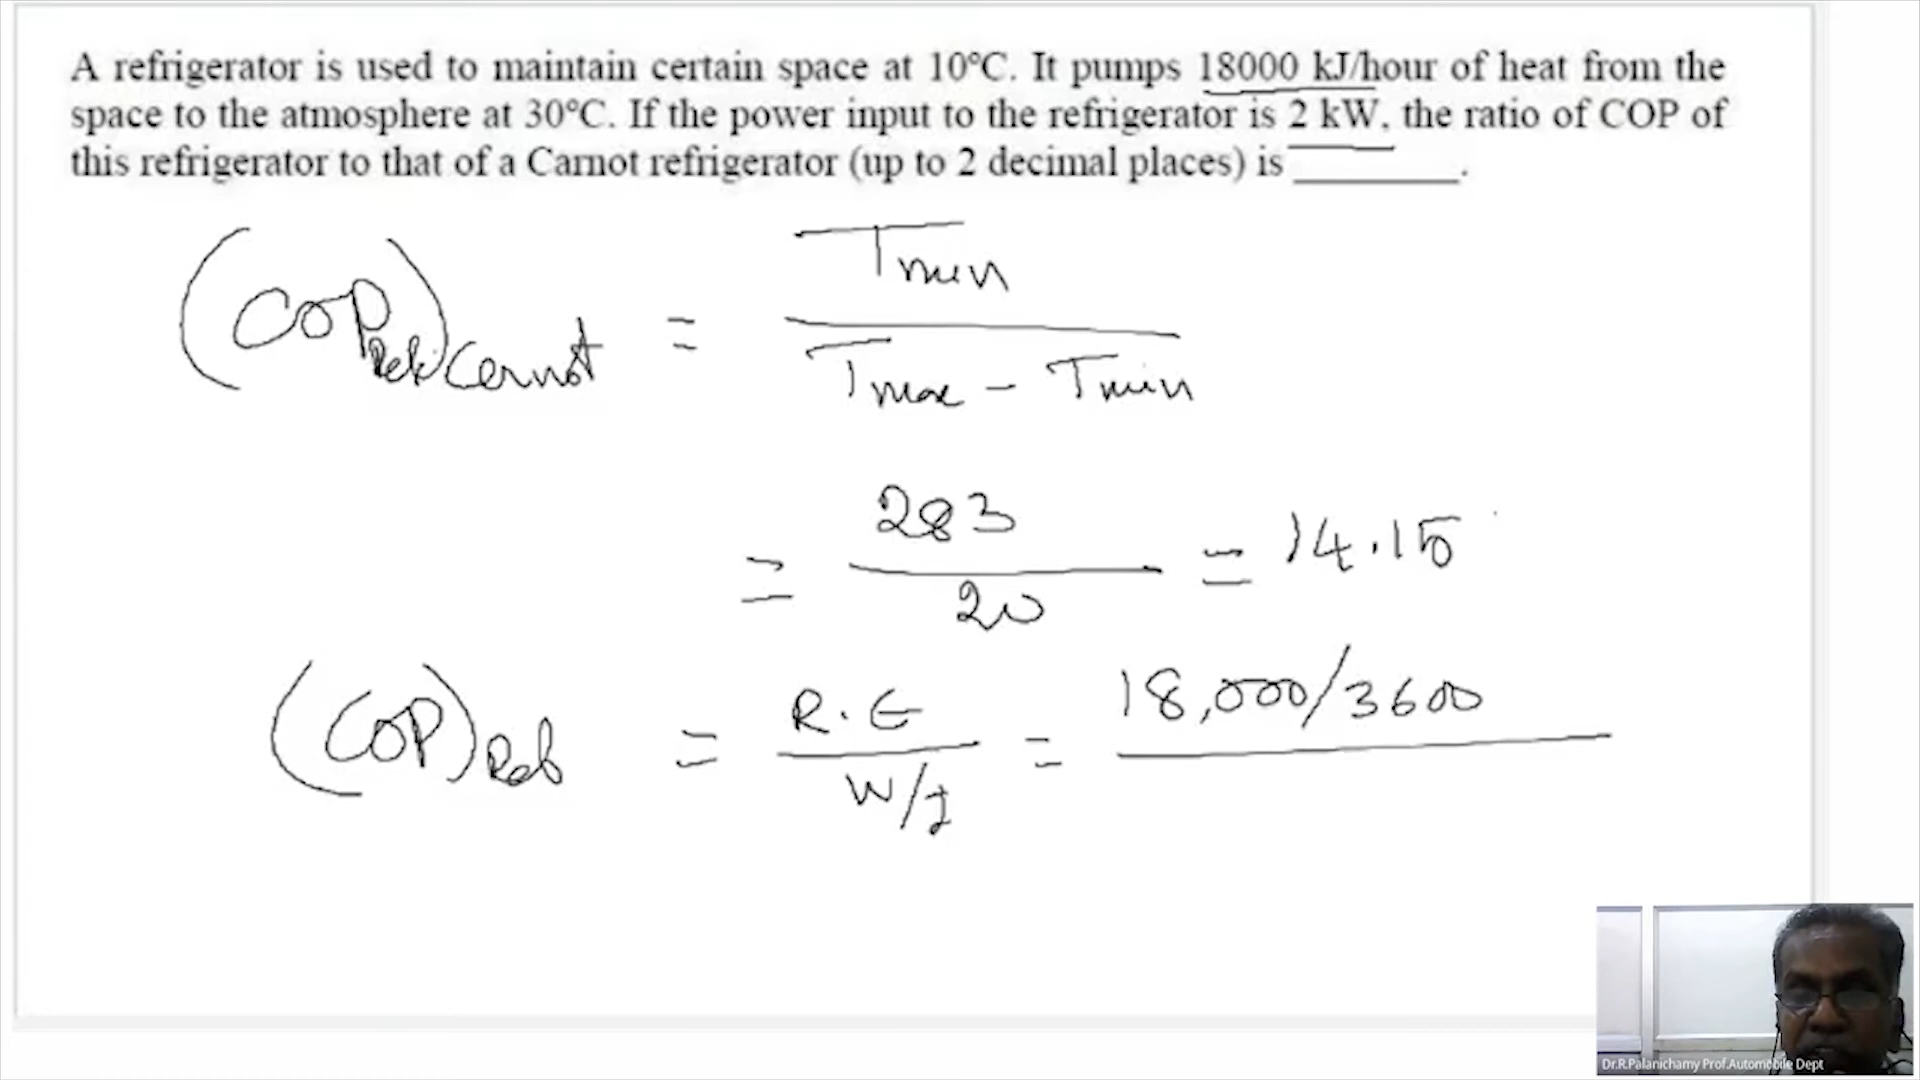 A refrigerator is used to maintain certain space at 10°C. It pumps 18000 kJ/hour of heat from the
space to the atmosphere at 30°C. If the power input to the refrigerator is 2 kW, the ratio of COP of
this refrigerator to that of a Carnot refrigerator (up to 2 decimal places) is ________.
(COP Ref) Cernot = Tmin / Tmax - Tmin
= 283 / 20 = 14.15
(COP) Ref = R.E / W/I = 18,000/3600
Dr.R.Palanichamy Prof.Automobile Dept